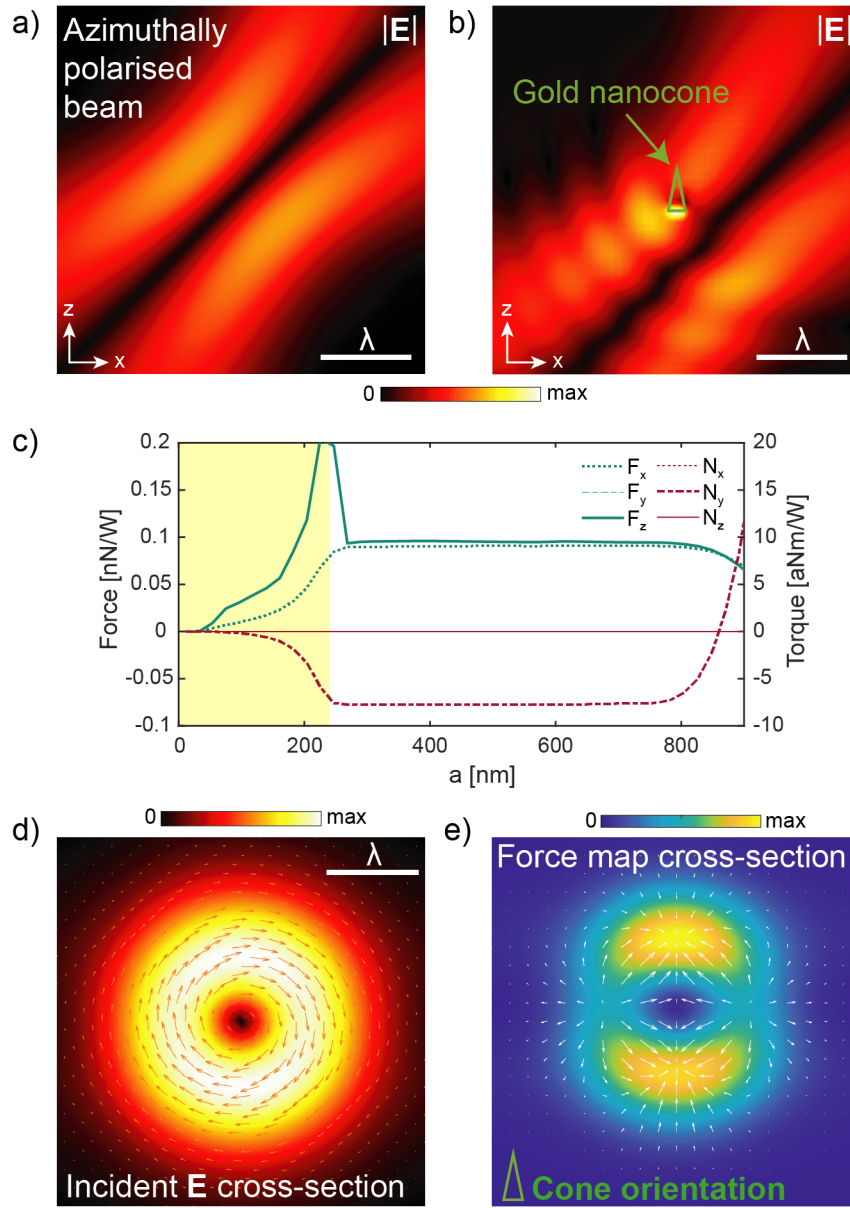 a)
Azimuthally
polarised
beam
|E|
z
x
λ
b)
|E|
Gold nanocone
z
x
λ
0
max
c)
Force [nN/W]
0.2
0.15
0.1
0.05
0
-0.05
-0.1
Fx
Fy
Fz
Nx
Ny
Nz
20
15
10
5
0
-5
-10
Torque [aNm/W]
0 200 400 600 800
a [nm]
d)
0
max
λ
Incident E cross-section
e)
0
max
Force map cross-section
Cone orientation